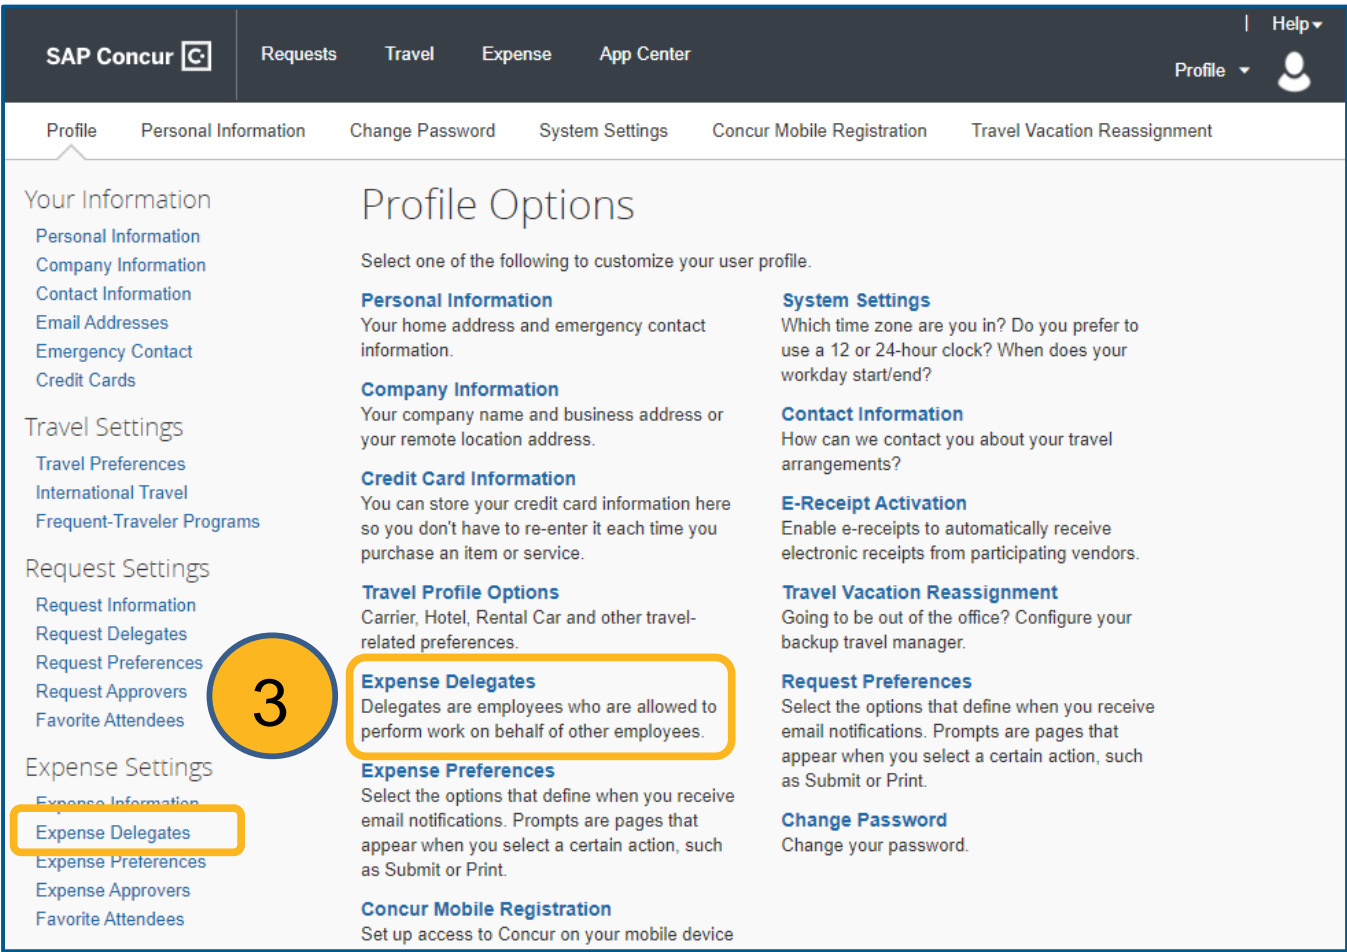 Help
SAP Concur C.
Requests
Travel
Expense
App Center
Profile
Profile
Personal Information
Change Password
System Settings
Concur Mobile Registration
Travel Vacation Reassignment
Your Information
Personal Information
Company Information
Contact Information
Email Addresses
Emergency Contact
Credit Cards
Travel Settings
Travel Preferences
International Travel
Frequent-Traveler Programs
Request Settings
Request Information
Request Delegates
Request Preferences
Request Approvers
Favorite Attendees
Expense Settings
Expense Information
Expense Delegates
Expense Preferences
Expense Approvers
Favorite Attendees
3
Profile Options
Select one of the following to customize your user profile.
Personal Information
Your home address and emergency contact
information.
Company Information
Your company name and business address or
your remote location address.
Credit Card Information
You can store your credit card information here
so you don't have to re-enter it each time you
purchase an item or service.
Travel Profile Options
Carrier, Hotel, Rental Car and other travel-
related preferences.
Expense Delegates
Delegates are employees who are allowed to
perform work on behalf of other employees.
Expense Preferences
Select the options that define when you receive
email notifications. Prompts are pages that
appear when you select a certain action, such
as Submit or Print.
Concur Mobile Registration
Set up access to Concur on your mobile device
System Settings
Which time zone are you in? Do you prefer to
use a 12 or 24-hour clock? When does your
workday start/end?
Contact Information
How can we contact you about your travel
arrangements?
E-Receipt Activation
Enable e-receipts to automatically receive
electronic receipts from participating vendors.
Travel Vacation Reassignment
Going to be out of the office? Configure your
backup travel manager.
Request Preferences
Select the options that define when you receive
email notifications. Prompts are pages that
appear when you select a certain action, such
as Submit or Print.
Change Password
Change your password.